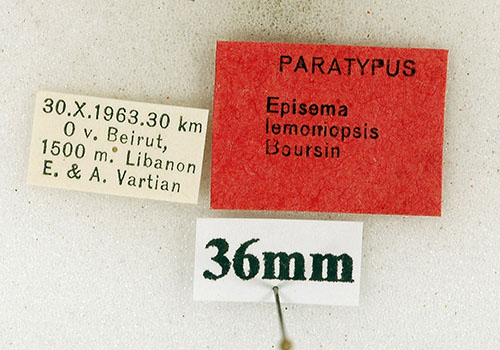 30.X.1963.30 km
O v. Beirut,
1500 m. Libanon
E. & A. Vartian
PARATYPUS
Episema
lemoniopsis
Boursin
36mm